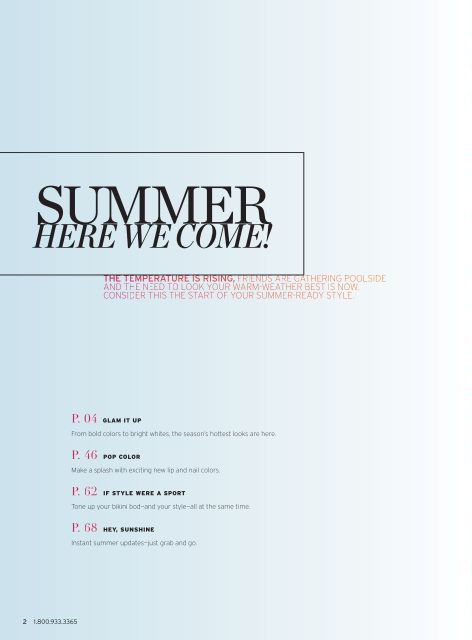 SUMMER
HERE WE COME!
THE TEMPERATURE IS RISING, FRIENDS ARE GATHERING POOLSIDE
AND THE NEED TO LOOK YOUR WARM-WEATHER BEST IS NOW.
CONSIDER THIS THE START OF YOUR SUMMER-READY STYLE.
P. 04 GLAM IT UP
From bold colors to bright whites, the season's hottest looks are here.
P. 46 POP COLOR
Make a splash with exciting new lip and nail colors.
P. 62 IF STYLE WERE A SPORT
Tone up your bikini bod–and your style–all at the same time.
P. 68 HEY, SUNSHINE
Instant summer updates–just grab and go.
2 1.800.933.3365